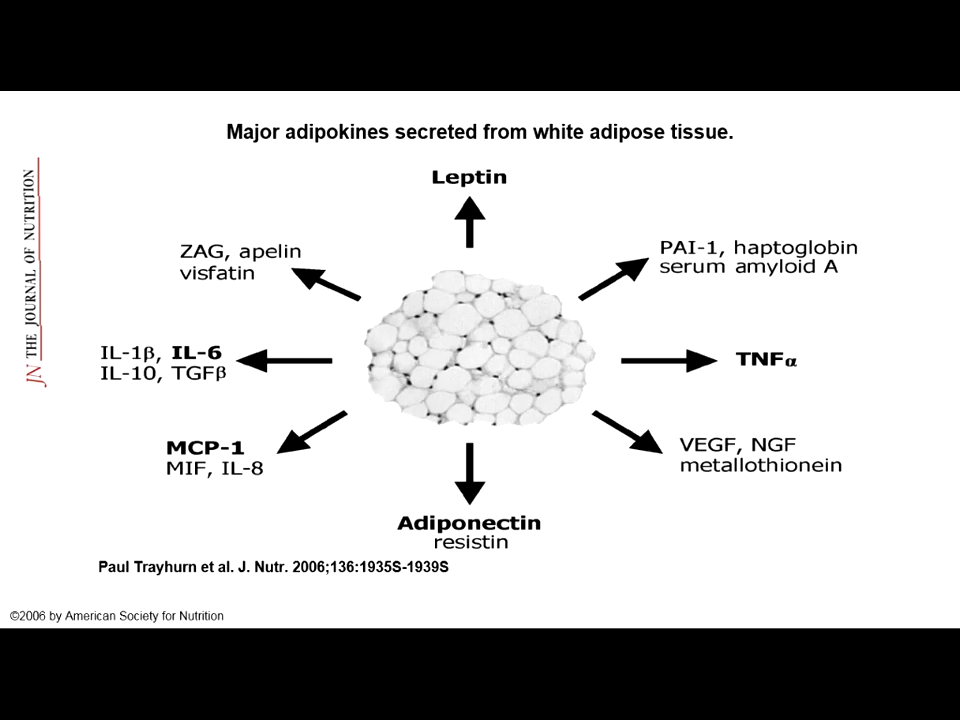 Major adipokines secreted from white adipose tissue.
JN THE JOURNAL OF NUTRITION
Leptin
ZAG, apelin
visfatin
PAI-1, haptoglobin
serum amyloid A
IL-1β, IL-6
IL-10, TGFβ
TNFα
MCP-1
MIF, IL-8
VEGF, NGF
metallothionein
Adiponectin
resistin
Paul Trayhurn et al. J. Nutr. 2006;136:1935S-1939S
©2006 by American Society for Nutrition